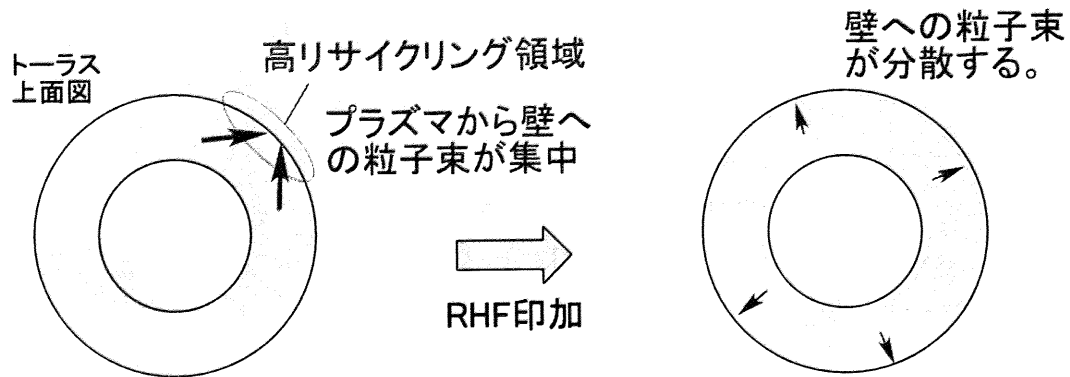 トーラス
上面図
高リサイクリング領域
プラズマから壁へ
の粒子束が集中
RHF印加
壁への粒子束
が分散する。